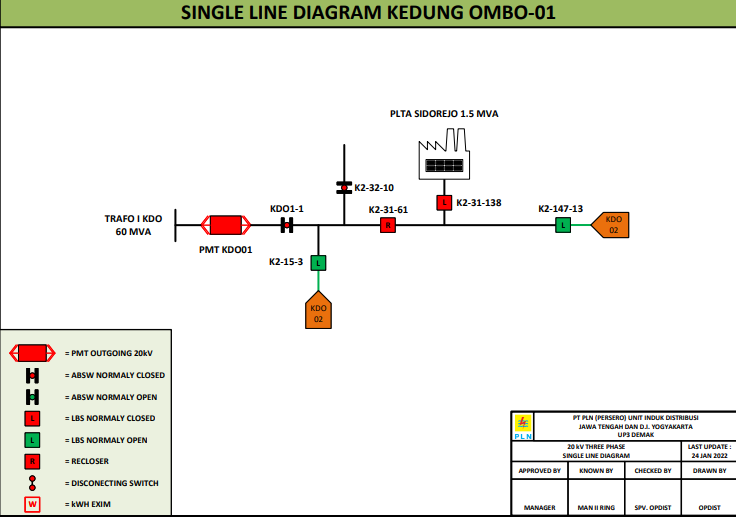 SINGLE LINE DIAGRAM KEDUNG OMBO-01
PLTA SIDOREJO 1.5 MVA
K2-32-10
L
K2-31-138
TRAFO I KDO
60 MVA
KDO1-1
K2-31-61
R
K2-147-13
L
KDO
02
PMT KDO01
K2-15-3
L
KDO
02
= PMT OUTGOING 20kV
= ABSW NORMALY CLOSED
= ABSW NORMALY OPEN
L = LBS NORMALY CLOSED
L = LBS NORMALY OPEN
R = RECLOSER
= DISCONECTING SWITCH
W = kWH EXIM
PLN
PT PLN (PERSERO) UNIT INDUK DISTRIBUSI
JAWA TENGAH DAN D.I. YOGYAKARTA
UP3 DEMAK
20 kV THREE PHASE
SINGLE LINE DIAGRAM
LAST UPDATE :
24 JAN 2022
APPROVED BY KNOWN BY CHECKED BY DRAWN BY
MANAGER MAN II RING SPV. OPDIST OPDIST